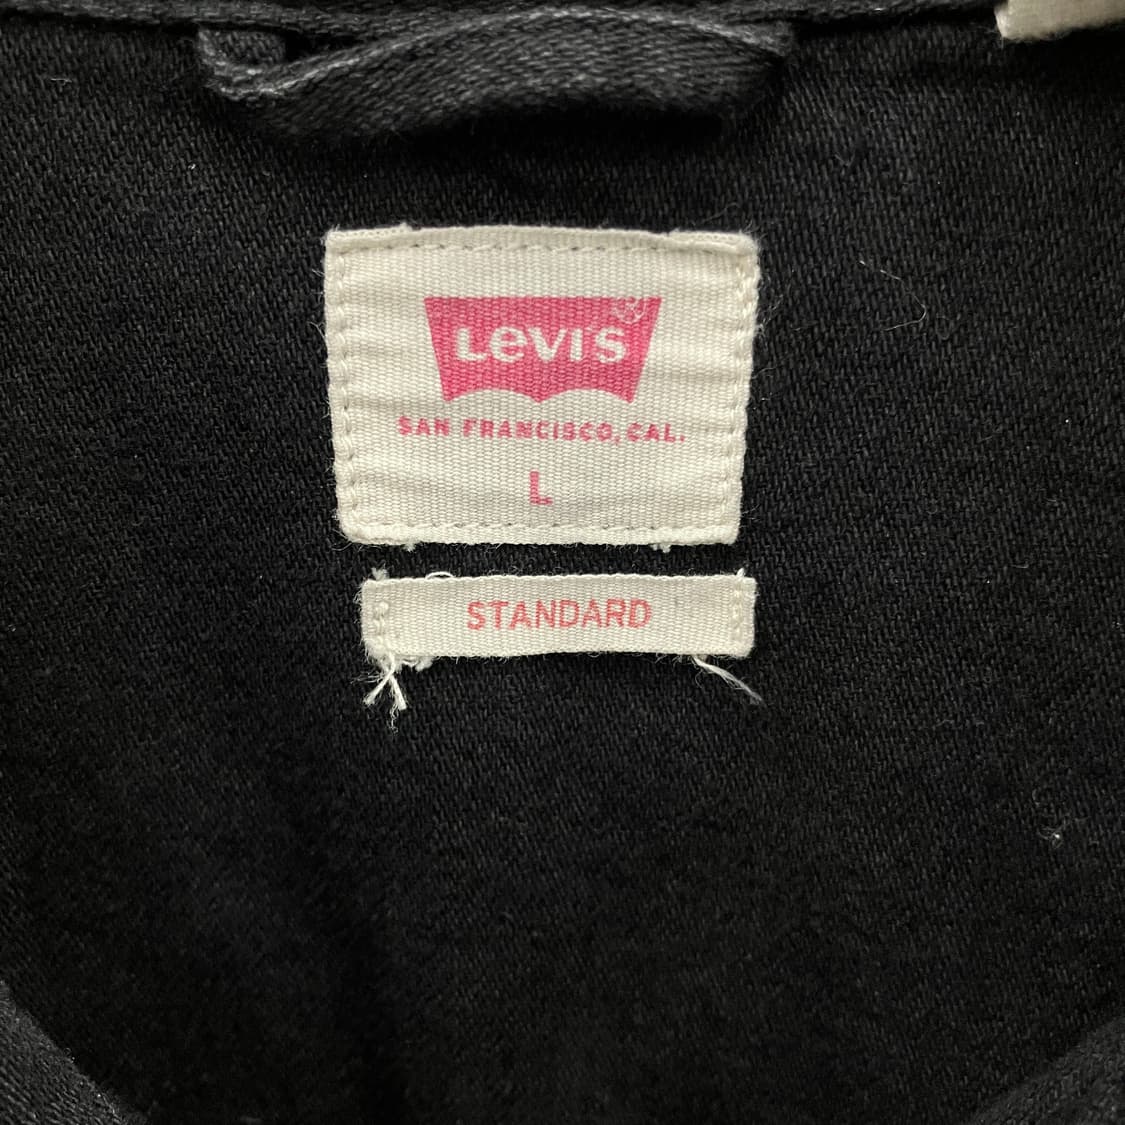 Levi's®
SAN FRANCISCO, CAL.
L
STANDARD